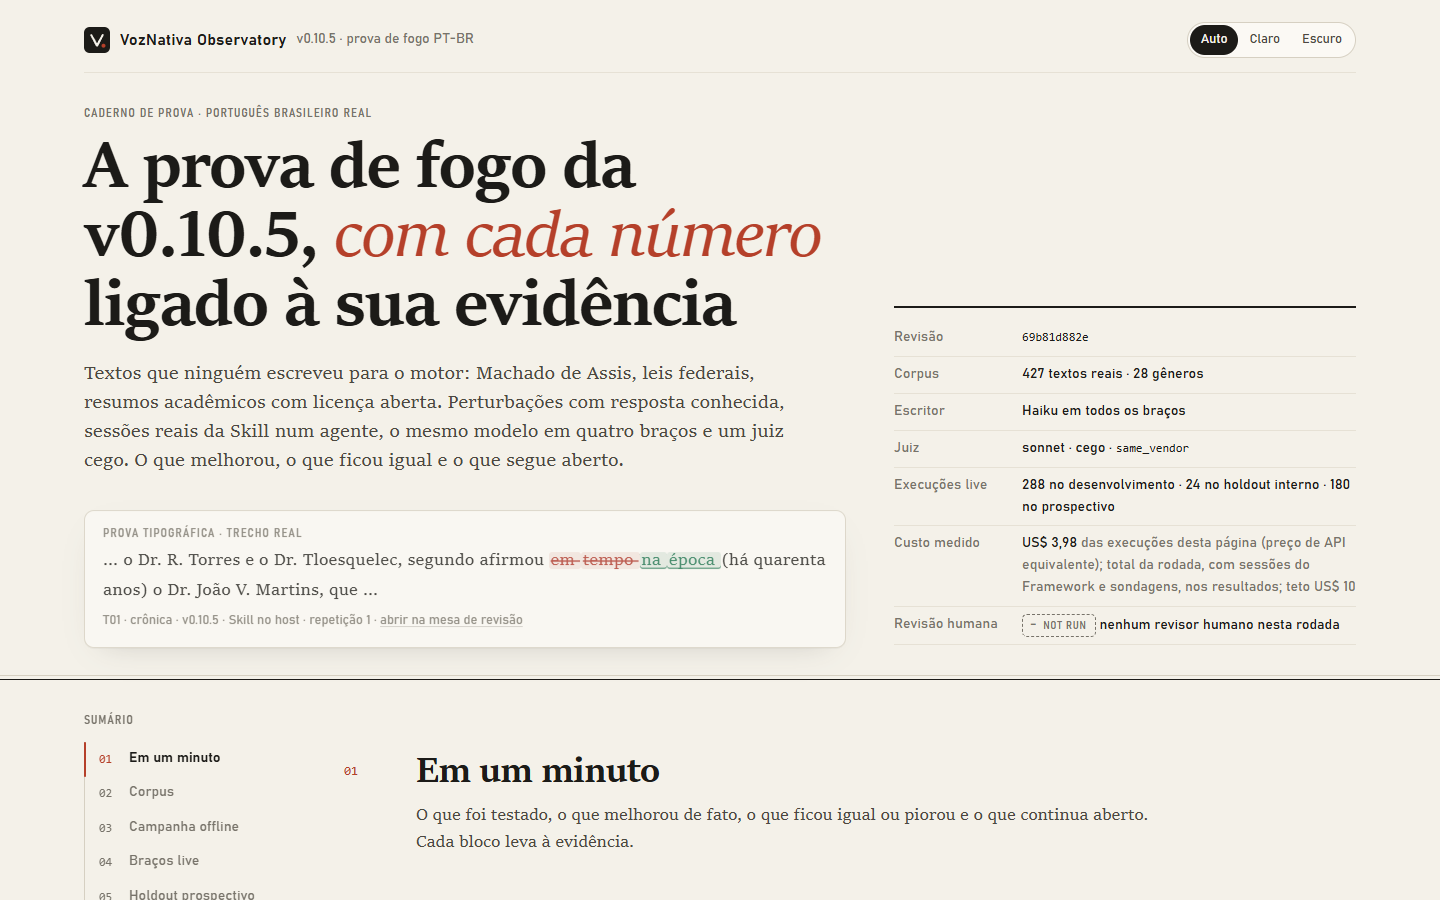 VozNativa Observatory v0.10.5 · prova de fogo PT-BR
Auto Claro Escuro
CADERNO DE PROVA · PORTUGUÊS BRASILEIRO REAL
A prova de fogo da
v0.10.5, com cada número
ligado à sua evidência
Textos que ninguém escreveu para o motor: Machado de Assis, leis federais,
resumos acadêmicos com licença aberta. Perturbações com resposta conhecida,
sessões reais da Skill num agente, o mesmo modelo em quatro braços e um juiz
cego. O que melhorou, o que ficou igual e o que segue aberto.
PROVA TIPOGRÁFICA · TRECHO REAL
... o Dr. R. Torres e o Dr. Tloesquelec, segundo afirmou em tempo na época (há quarenta
anos) o Dr. João V. Martins, que ...
T01 · crônica · v0.10.5 · Skill no host · repetição 1 · abrir na mesa de revisão
Revisão 69b81d882e
Corpus 427 textos reais · 28 gêneros
Escritor Haiku em todos os braços
Juiz sonnet · cego · same_vendor
Execuções live 288 no desenvolvimento · 24 no holdout interno · 180
no prospectivo
Custo medido US$ 3,98 das execuções desta página (preço de API
equivalente); total da rodada, com sessões do
Framework e sondagens, nos resultados; teto US$ 10
Revisão humana – NOT RUN nenhum revisor humano nesta rodada
SUMÁRIO
01 Em um minuto
02 Corpus
03 Campanha offline
04 Braços live
05 Holdout prospectivo
01 Em um minuto
O que foi testado, o que melhorou de fato, o que ficou igual ou piorou e o que continua aberto.
Cada bloco leva à evidência.